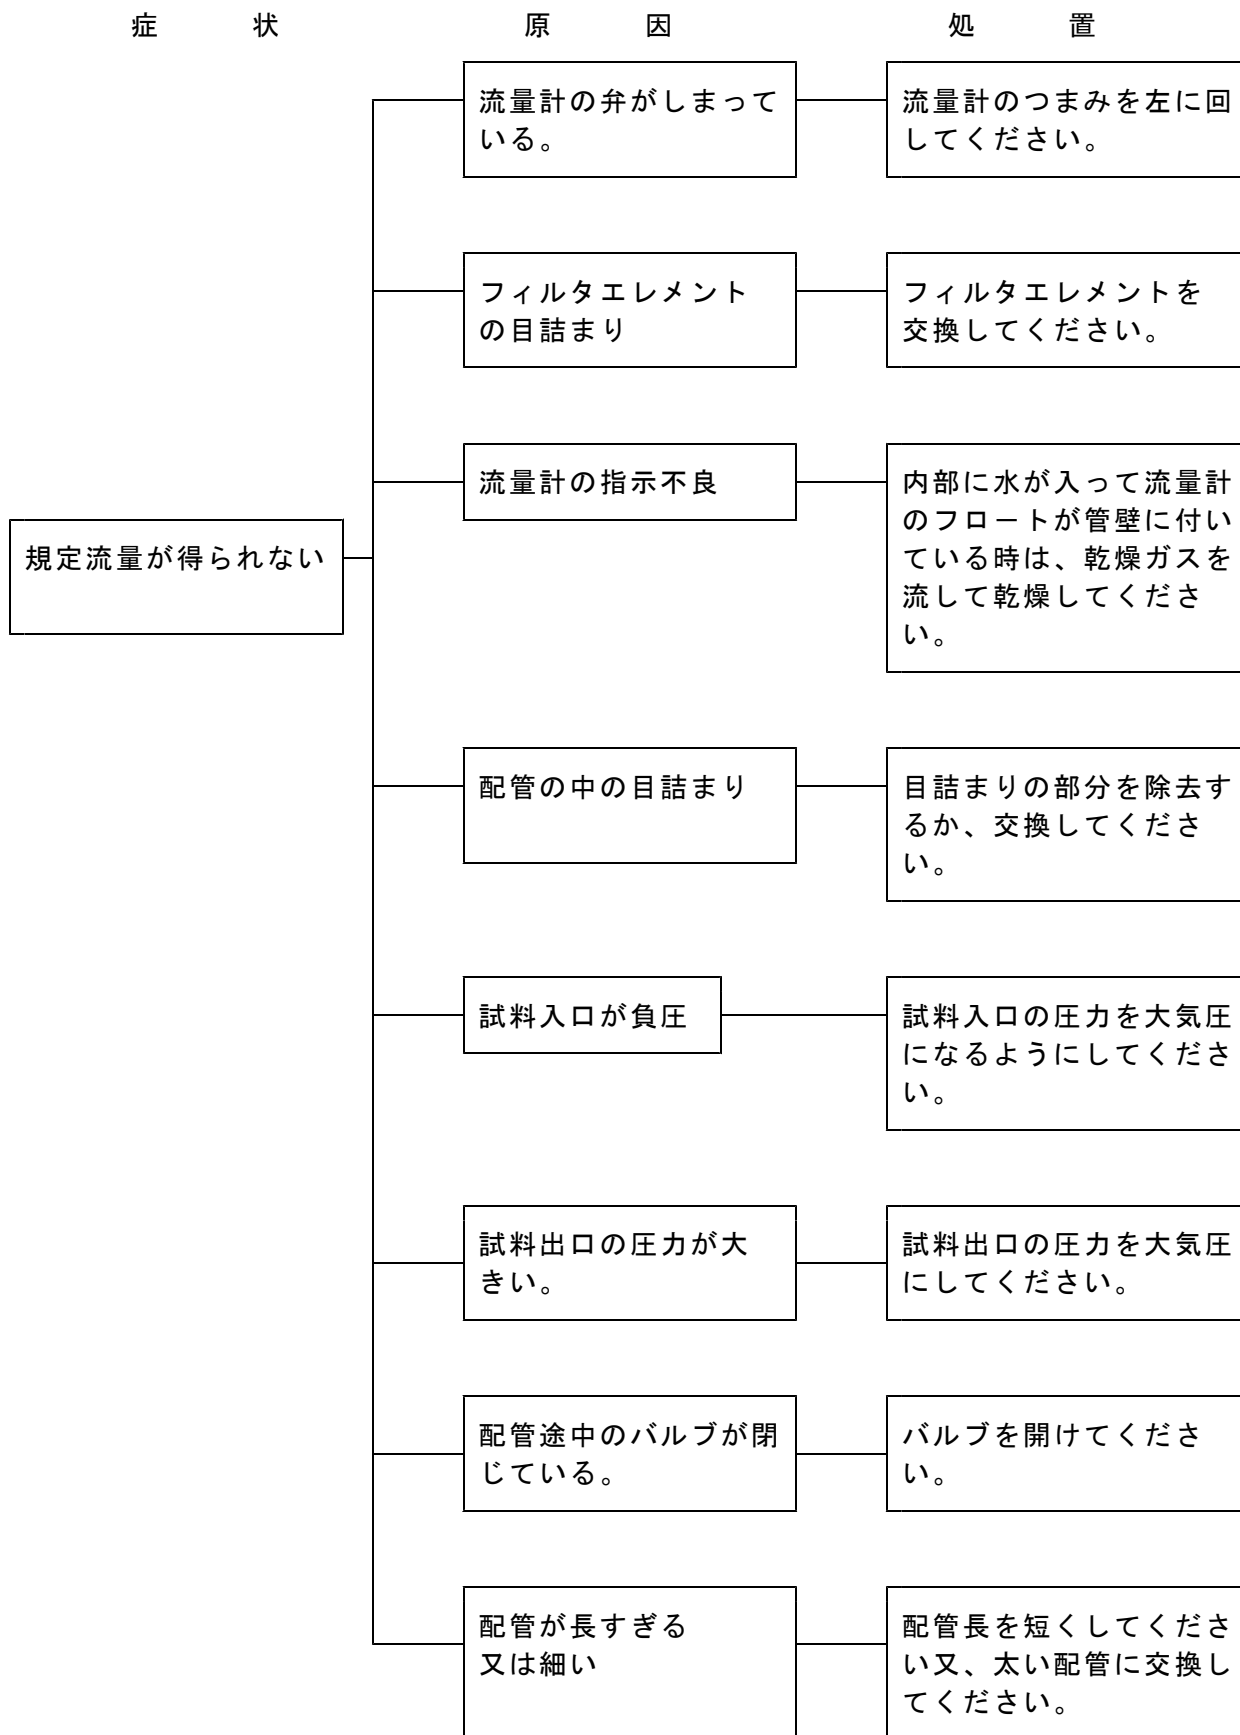 症状 原因 処置
流量計の弁がしまって
いる。
流量計のつまみを左に回
してください。
フィルタエレメント
の目詰まり
フィルタエレメントを
交換してください。
流量計の指示不良
内部に水が入って流量計
のフロートが管壁に付い
ている時は、乾燥ガスを
流して乾燥してくださ
い。
規定流量が得られない
配管の中の目詰まり
目詰まりの部分を除去す
るか、交換してくださ
い。
試料入口が負圧
試料入口の圧力を大気圧
になるようにしてくださ
い。
試料出口の圧力が大
きい。
試料出口の圧力を大気圧
にしてください。
配管途中のバルブが閉
じている。
バルブを開けてくださ
い。
配管が長すぎる
又は細い
配管長を短くしてくださ
い又、太い配管に交換し
てください。